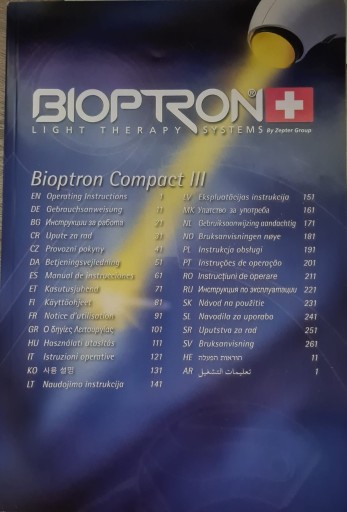 BIOPTRON®
LIGHT THERAPY SYSTEMS By Zepter Group
Bioptron Compact III
EN Operating Instructions 1
DE Gebrauchsanweisung 11
BG Инструкции за работа 21
CR Upute za rad 31
CZ Provozní pokyny 41
DA Betjeningsvejledning 51
ES Manual de instrucciones 61
ET Kasutusjuhend 71
FI Käyttöohjeet 81
FR Notice d'utilisation 91
GR Ο δηγίες Λειτουργίας 101
HU Használati utasítás 111
IT Istruzioni operative 121
KO 사용 설명 131
LT Naudojimo instrukcija 141
LV Ekspluatācijas instrukcija 151
MK Упатство за употреба 161
NL Gebruiksaanwijzing aandachtig 171
NO Bruksanvisningen nøye 181
PL Instrukcja obsługi 191
PT Instruções de operação 201
RO Instrucţiuni de operare 211
RU Инструкция по эксплуатации 221
SK Návod na použitie 231
SL Navodila za uporabo 241
SR Uputstva za rad 251
SV Bruksanvisning 261
HE הוראות הפעלה 11
AR تعليمات التشغيل 1